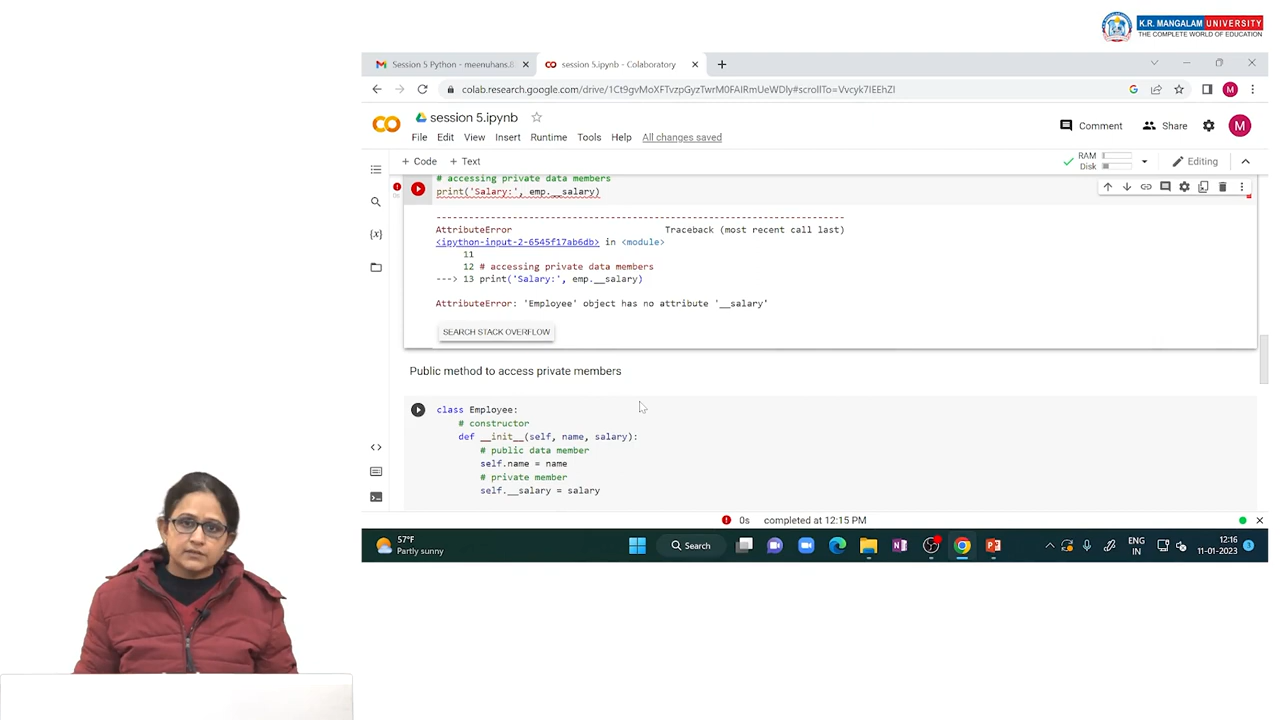 K.R. MANGALAM UNIVERSITY
THE COMPLETE WORLD OF EDUCATION
Session 5 Python - meenuhans.8
session 5.ipynb - Colaboratory
colab.research.google.com/drive/1Ct9gvMoXFTvzpGyzTwrM0FAIRmUeWDly#scrollTo=Vvcyk7IEEhZI
M
session 5.ipynb
Comment
Share
M
File Edit View Insert Runtime Tools Help All changes saved
+ Code + Text
RAM
Disk
Editing
# accessing private data members
print('Salary:', emp.__salary)
0s
---------------------------------------------------------------------------
AttributeError Traceback (most recent call last)
<ipython-input-2-6545f17ab6db> in <module>
11
12 # accessing private data members
---> 13 print('Salary:', emp.__salary)
AttributeError: 'Employee' object has no attribute '__salary'
SEARCH STACK OVERFLOW
Public method to access private members
class Employee:
# constructor
def __init__(self, name, salary):
# public data member
self.name = name
# private member
self.__salary = salary
0s completed at 12:15 PM
57°F
Partly sunny
Search
ENG
IN
12:16
11-01-2023
3